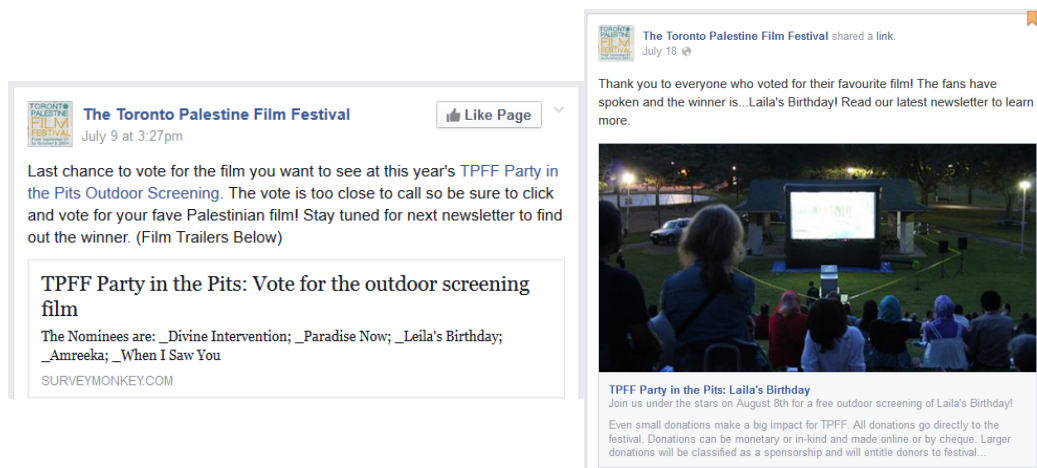 TORONTO
PALESTINE
FILM
FESTIVAL
The Toronto Palestine Film Festival
Like Page
July 9 at 3:27pm
Last chance to vote for the film you want to see at this year's TPFF Party in
the Pits Outdoor Screening. The vote is too close to call so be sure to click
and vote for your fave Palestinian film! Stay tuned for next newsletter to find
out the winner. (Film Trailers Below)
TPFF Party in the Pits: Vote for the outdoor screening
film
The Nominees are: _Divine Intervention; _Paradise Now; _Leila's Birthday;
_Amreeka; _When I Saw You
SURVEYMONKEY.COM
TORONTO
PALESTINE
FILM
FESTIVAL
The Toronto Palestine Film Festival shared a link.
July 18
Thank you to everyone who voted for their favourite film! The fans have
spoken and the winner is...Laila's Birthday! Read our latest newsletter to learn
more.
TPFF Party in the Pits: Laila's Birthday
Join us under the stars on August 8th for a free outdoor screening of Laila's Birthday!
Even small donations make a big impact for TPFF. All donations go directly to the
festival. Donations can be monetary or in-kind and made online or by cheque. Larger
donations will be classified as a sponsorship and will entitle donors to festival...